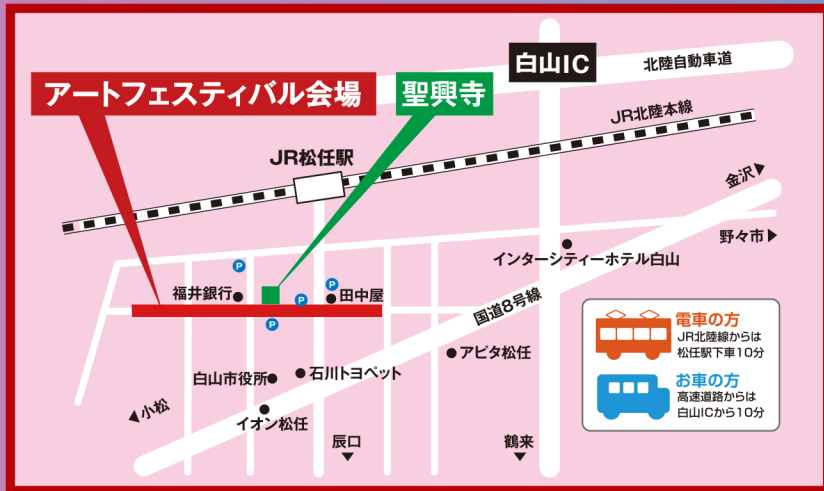 白山IC
北陸自動車道
アートフェスティバル会場
聖興寺
JR北陸本線
JR松任駅
金沢▶
野々市▶
インターシティーホテル白山
P
福井銀行
P
田中屋
P
P
国道8号線
アピタ松任
石川トヨペット
白山市役所
◀小松
イオン松任
辰口
▼
鶴来
▼
電車の方
JR北陸線からは
松任駅下車10分
お車の方
高速道路からは
白山ICから10分